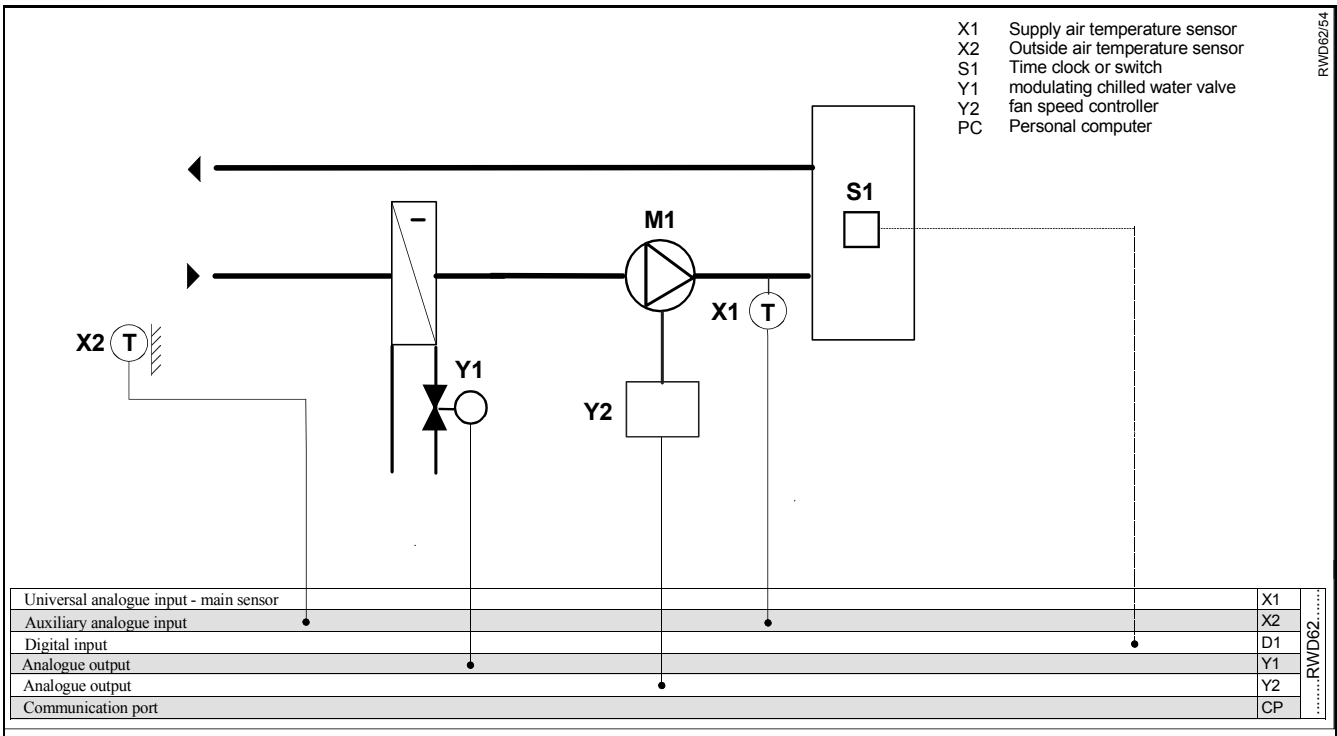 X1 Supply air temperature sensor
X2 Outside air temperature sensor
S1 Time clock or switch
Y1 modulating chilled water valve
Y2 fan speed controller
PC Personal computer
RWD62/54
S1
M1
X1 T
X2 T
Y1
Y2
Universal analogue input - main sensor X1
Auxiliary analogue input X2
Digital input D1
Analogue output Y1
Analogue output Y2
Communication port CP
........RWD62........